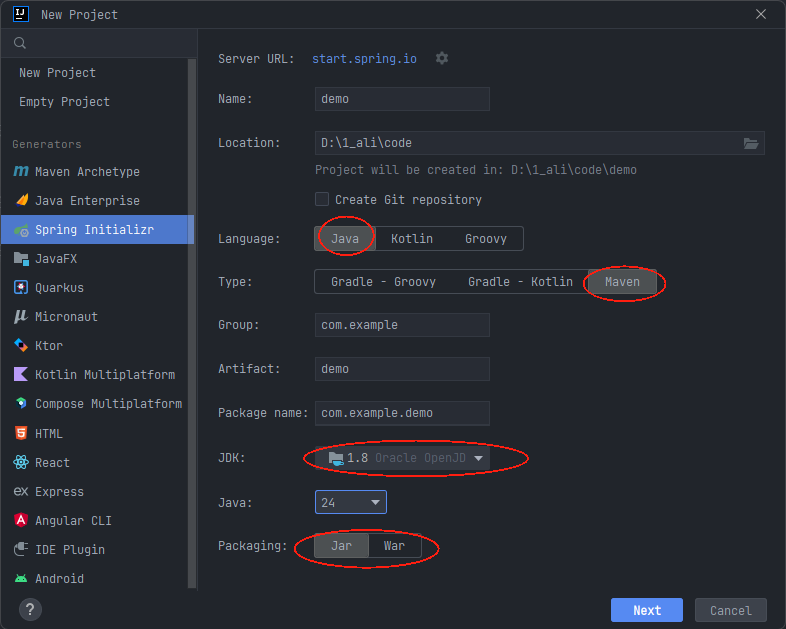 New Project
New Project
Empty Project
Generators
Maven Archetype
Java Enterprise
Spring Initializr
JavaFX
Quarkus
Micronaut
Ktor
Kotlin Multiplatform
Compose Multiplatform
HTML
React
Express
Angular CLI
IDE Plugin
Android
Server URL: start.spring.io
Name: demo
Location: D:\1_ali\code
Project will be created in: D:\1_ali\code\demo
Create Git repository
Language: Java Kotlin Groovy
Type: Gradle - Groovy Gradle - Kotlin Maven
Group: com.example
Artifact: demo
Package name: com.example.demo
JDK: 1.8 Oracle OpenJD
Java: 24
Packaging: Jar War
? Next Cancel